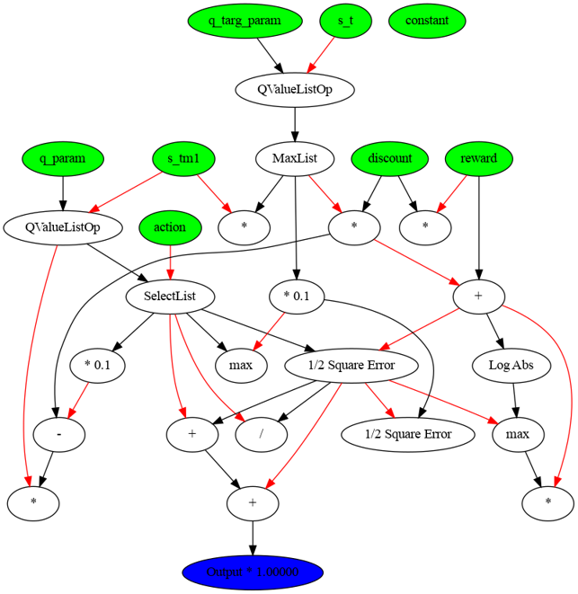 q_targ_param
s_t
constant
QValueListOp
q_param
s_tm1
MaxList
discount
reward
QValueListOp
action
*
*
*
SelectList
* 0.1
+
* 0.1
max
1/2 Square Error
Log Abs
-
+
/
1/2 Square Error
max
*
+
*
Output * 1.00000